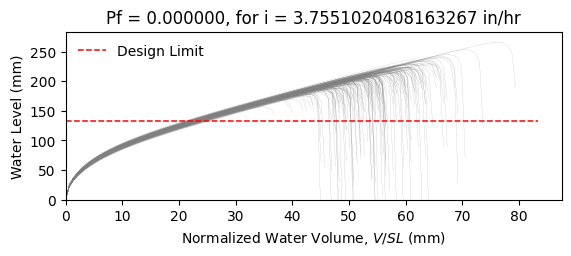 Pf = 0.000000, for i = 3.7551020408163267 in/hr
Design Limit
Water Level (mm)
250
200
150
100
50
0
0 10 20 30 40 50 60 70 80
Normalized Water Volume, V/SL (mm)